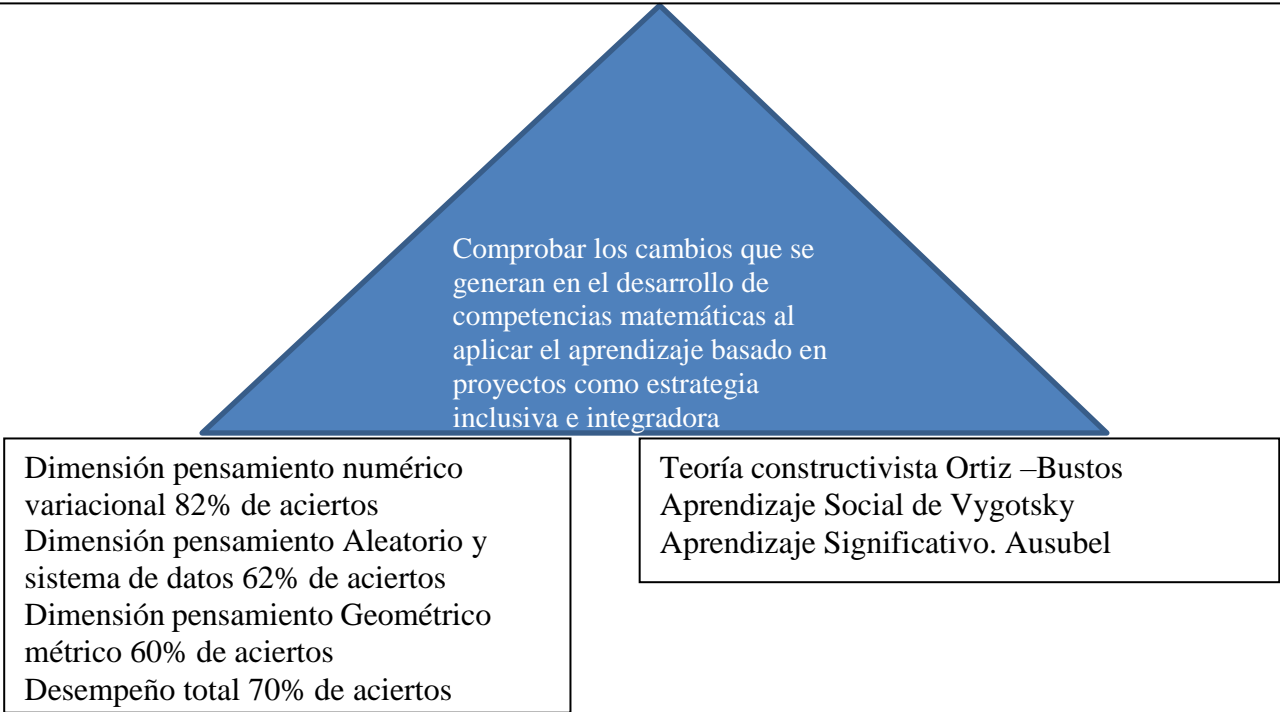 Comprobar los cambios que se
generan en el desarrollo de
competencias matemáticas al
aplicar el aprendizaje basado en
proyectos como estrategia
inclusiva e integradora
Dimensión pensamiento numérico
variacional 82% de aciertos
Dimensión pensamiento Aleatorio y
sistema de datos 62% de aciertos
Dimensión pensamiento Geométrico
métrico 60% de aciertos
Desempeño total 70% de aciertos
Teoría constructivista Ortiz –Bustos
Aprendizaje Social de Vygotsky
Aprendizaje Significativo. Ausubel